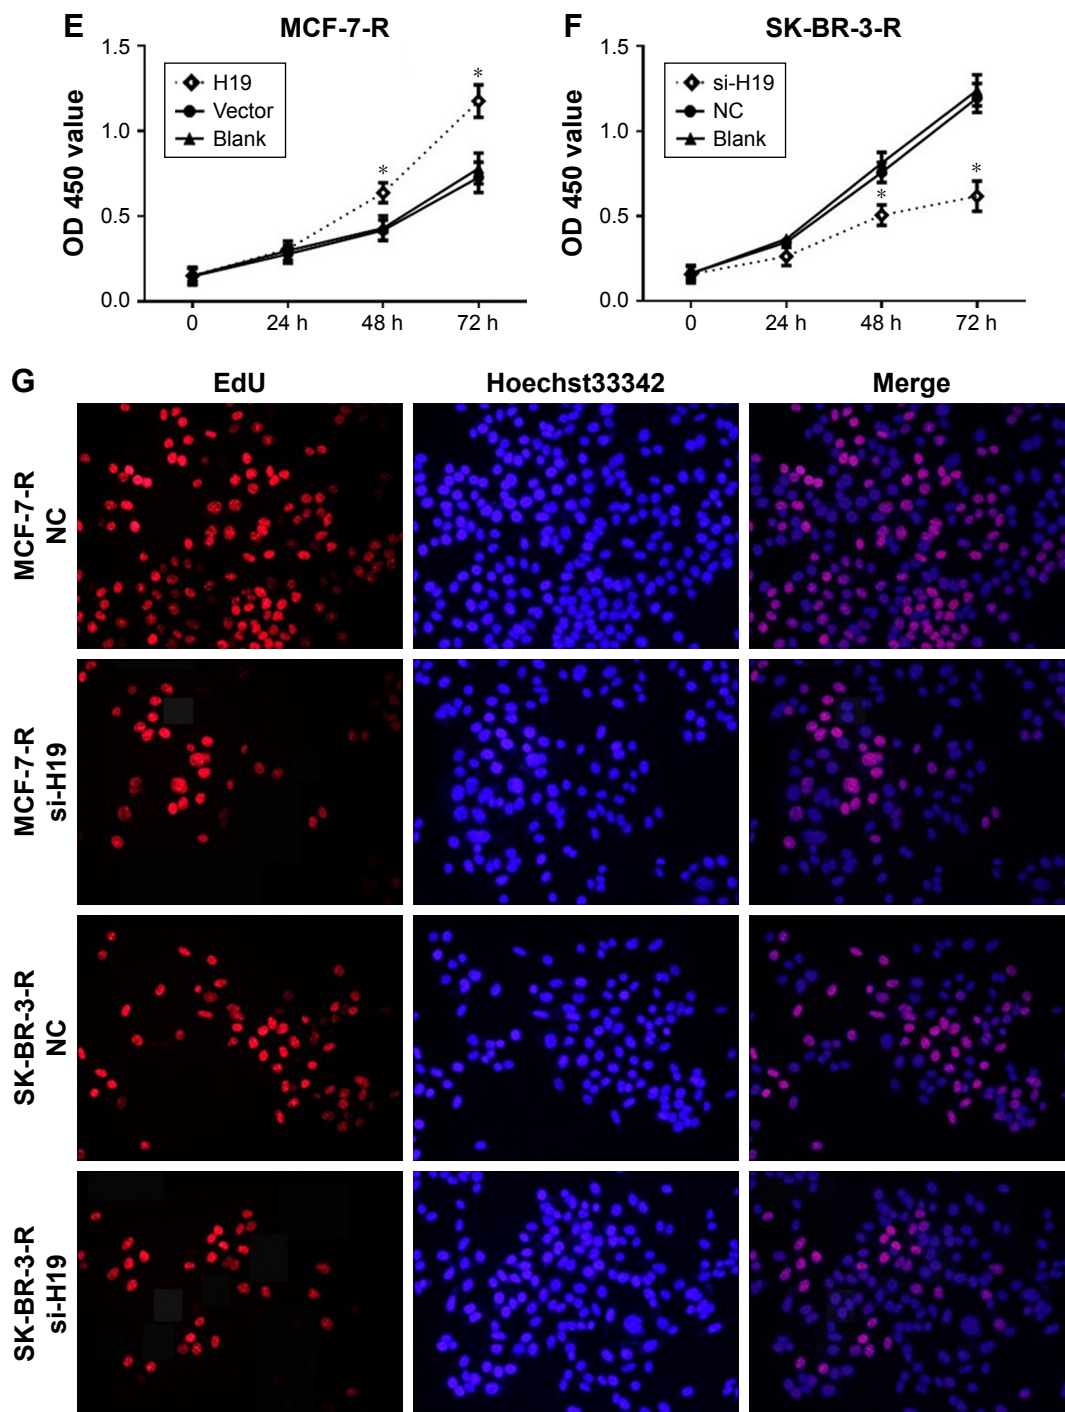 E
MCF-7-R
F
SK-BR-3-R
OD 450 value
1.5
1.0
0.5
0.0
H19
Vector
Blank
*
*
0
24 h
48 h
72 h
OD 450 value
1.5
1.0
0.5
0.0
si-H19
NC
Blank
*
*
0
24 h
48 h
72 h
G
EdU
Hoechst33342
Merge
MCF-7-R
NC
MCF-7-R
si-H19
SK-BR-3-R
NC
SK-BR-3-R
si-H19